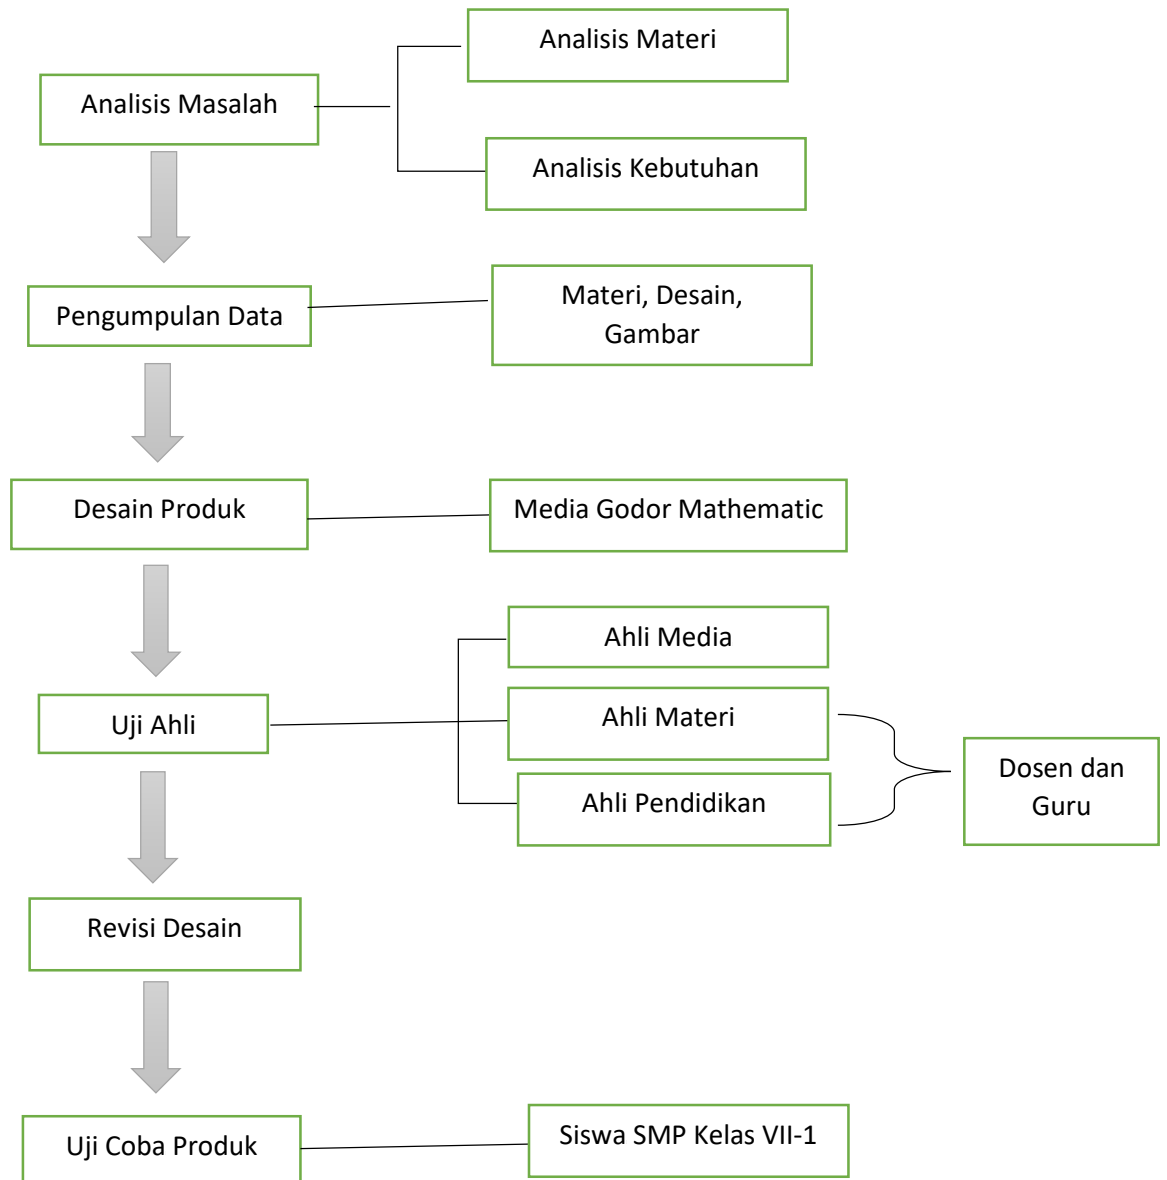 Analisis Materi
Analisis Masalah
Analisis Kebutuhan
Pengumpulan Data
Materi, Desain,
Gambar
Desain Produk
Media Godor Mathematic
Ahli Media
Uji Ahli
Ahli Materi
Ahli Pendidikan
Dosen dan
Guru
Revisi Desain
Uji Coba Produk
Siswa SMP Kelas VII-1